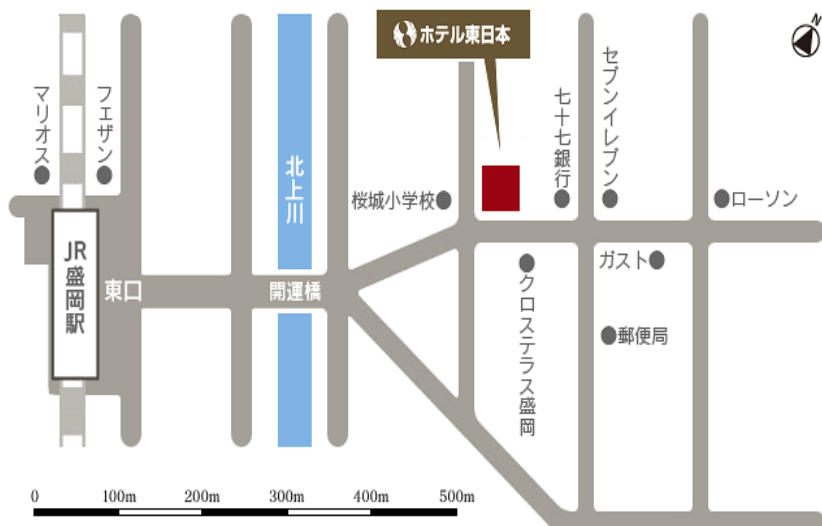 ホテル東日本
N
マリオス
フェザン
北上川
桜城小学校
七十七銀行
セブンイレブン
ローソン
JR盛岡駅
東口
開運橋
クロステラス盛岡
ガスト
郵便局
0 100m 200m 300m 400m 500m